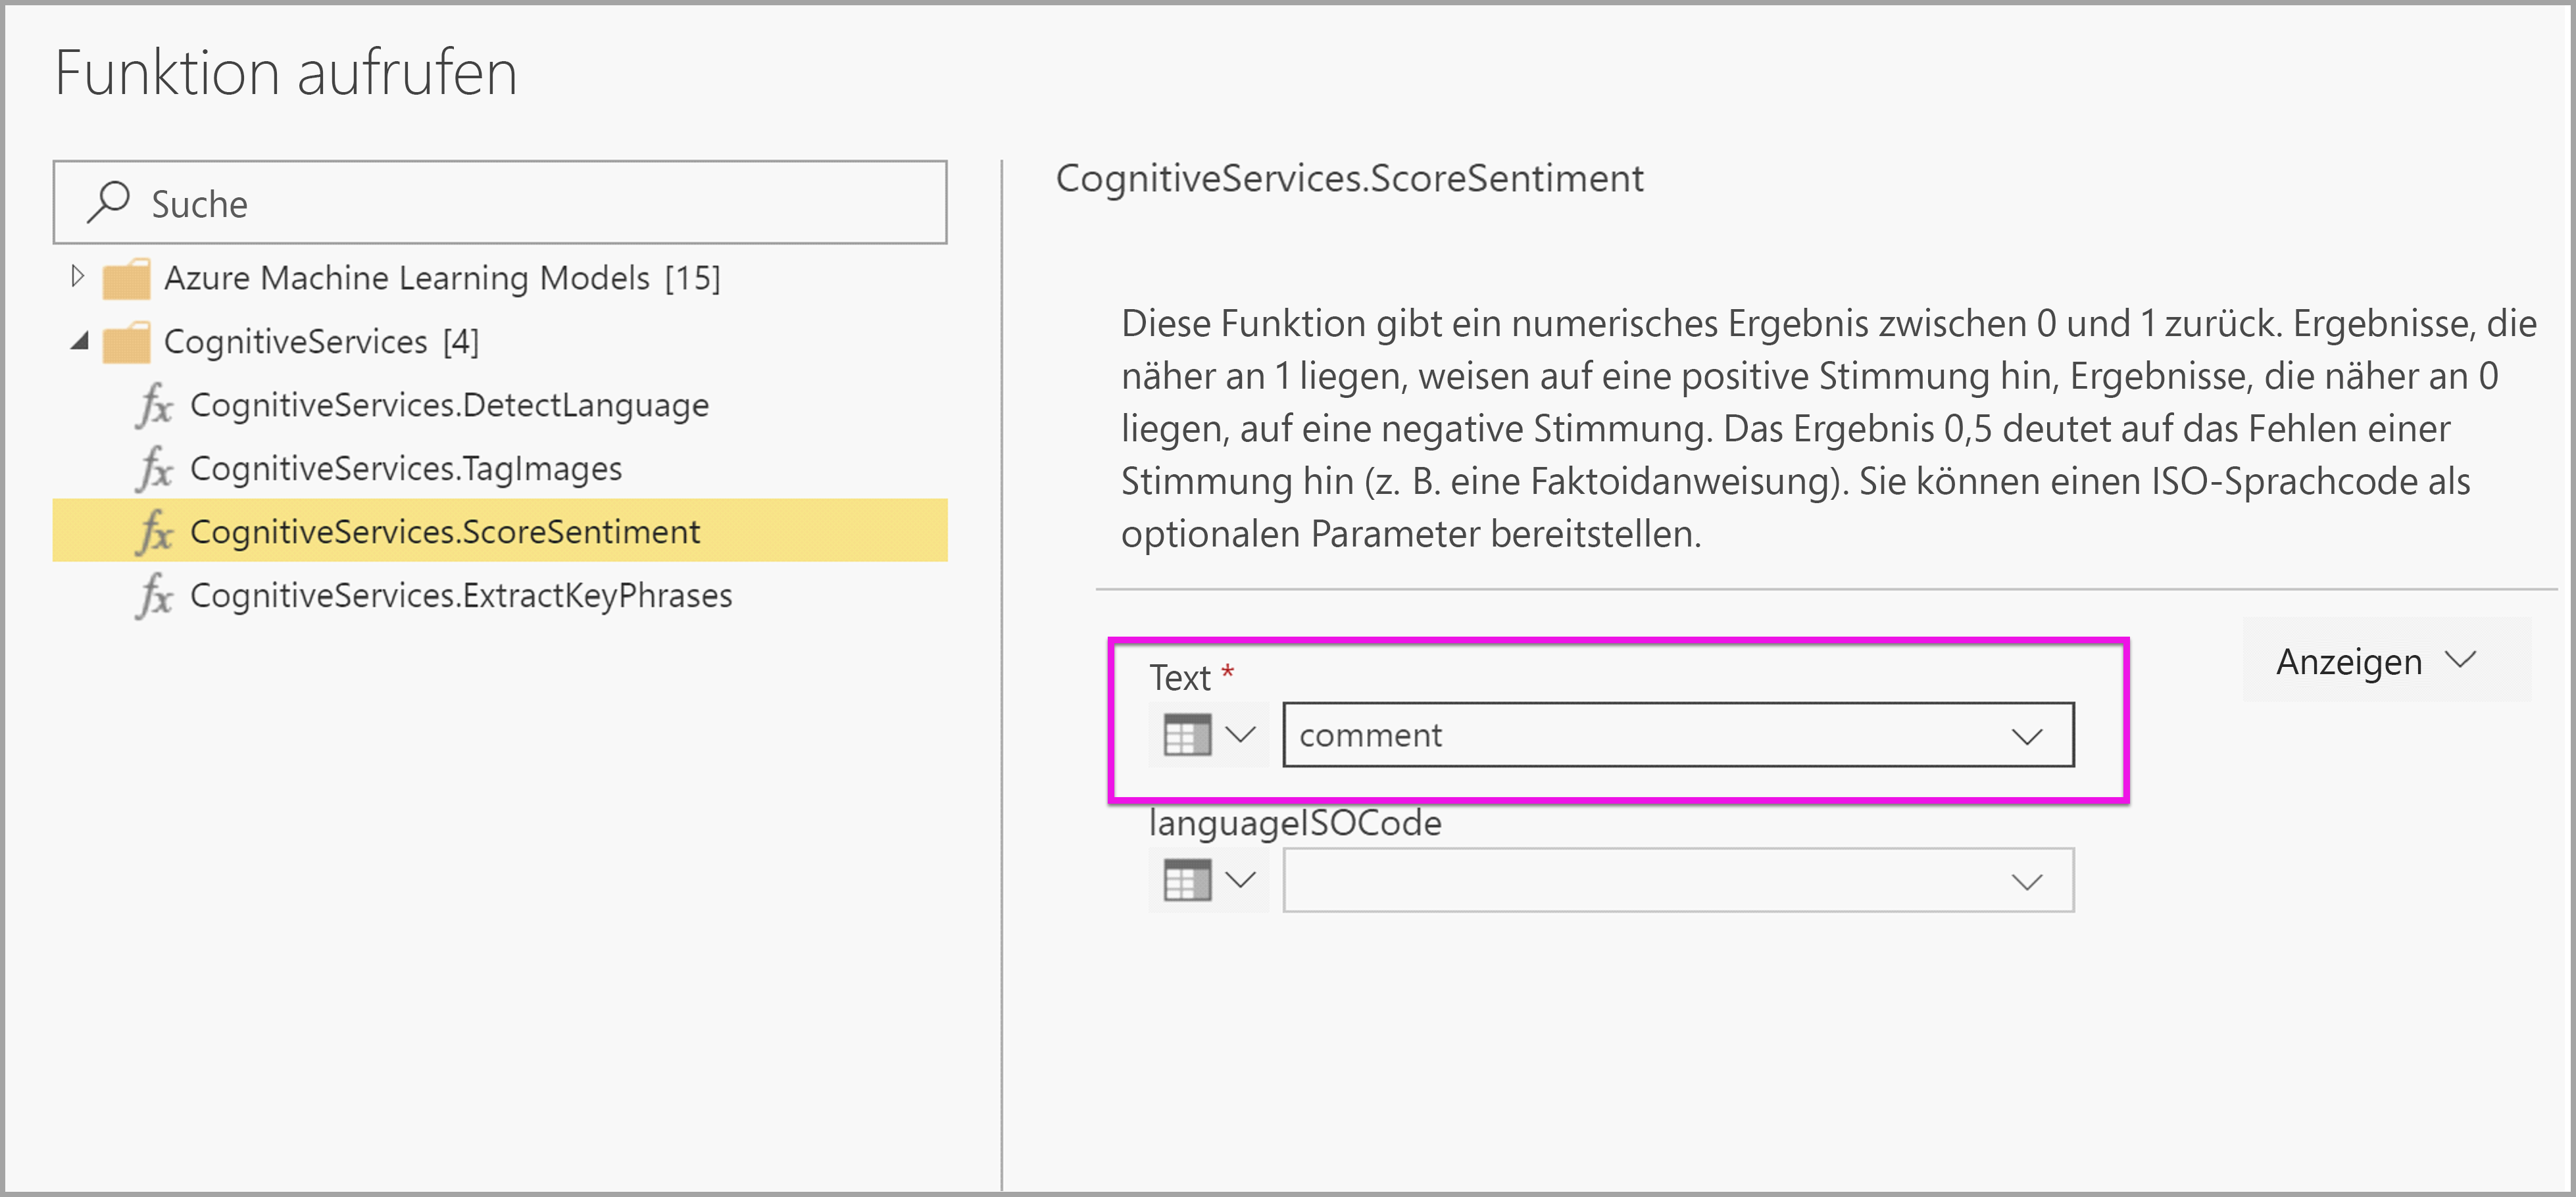 Funktion aufrufen
Suche
Azure Machine Learning Models [15]
CognitiveServices [4]
fx CognitiveServices.DetectLanguage
fx CognitiveServices.TagImages
fx CognitiveServices.ScoreSentiment
fx CognitiveServices.ExtractKeyPhrases
CognitiveServices.ScoreSentiment
Diese Funktion gibt ein numerisches Ergebnis zwischen 0 und 1 zurück. Ergebnisse, die
näher an 1 liegen, weisen auf eine positive Stimmung hin, Ergebnisse, die näher an 0
liegen, auf eine negative Stimmung. Das Ergebnis 0,5 deutet auf das Fehlen einer
Stimmung hin (z. B. eine Faktoidanweisung). Sie können einen ISO-Sprachcode als
optionalen Parameter bereitstellen.
Anzeigen
Text *
comment
languageISOCode